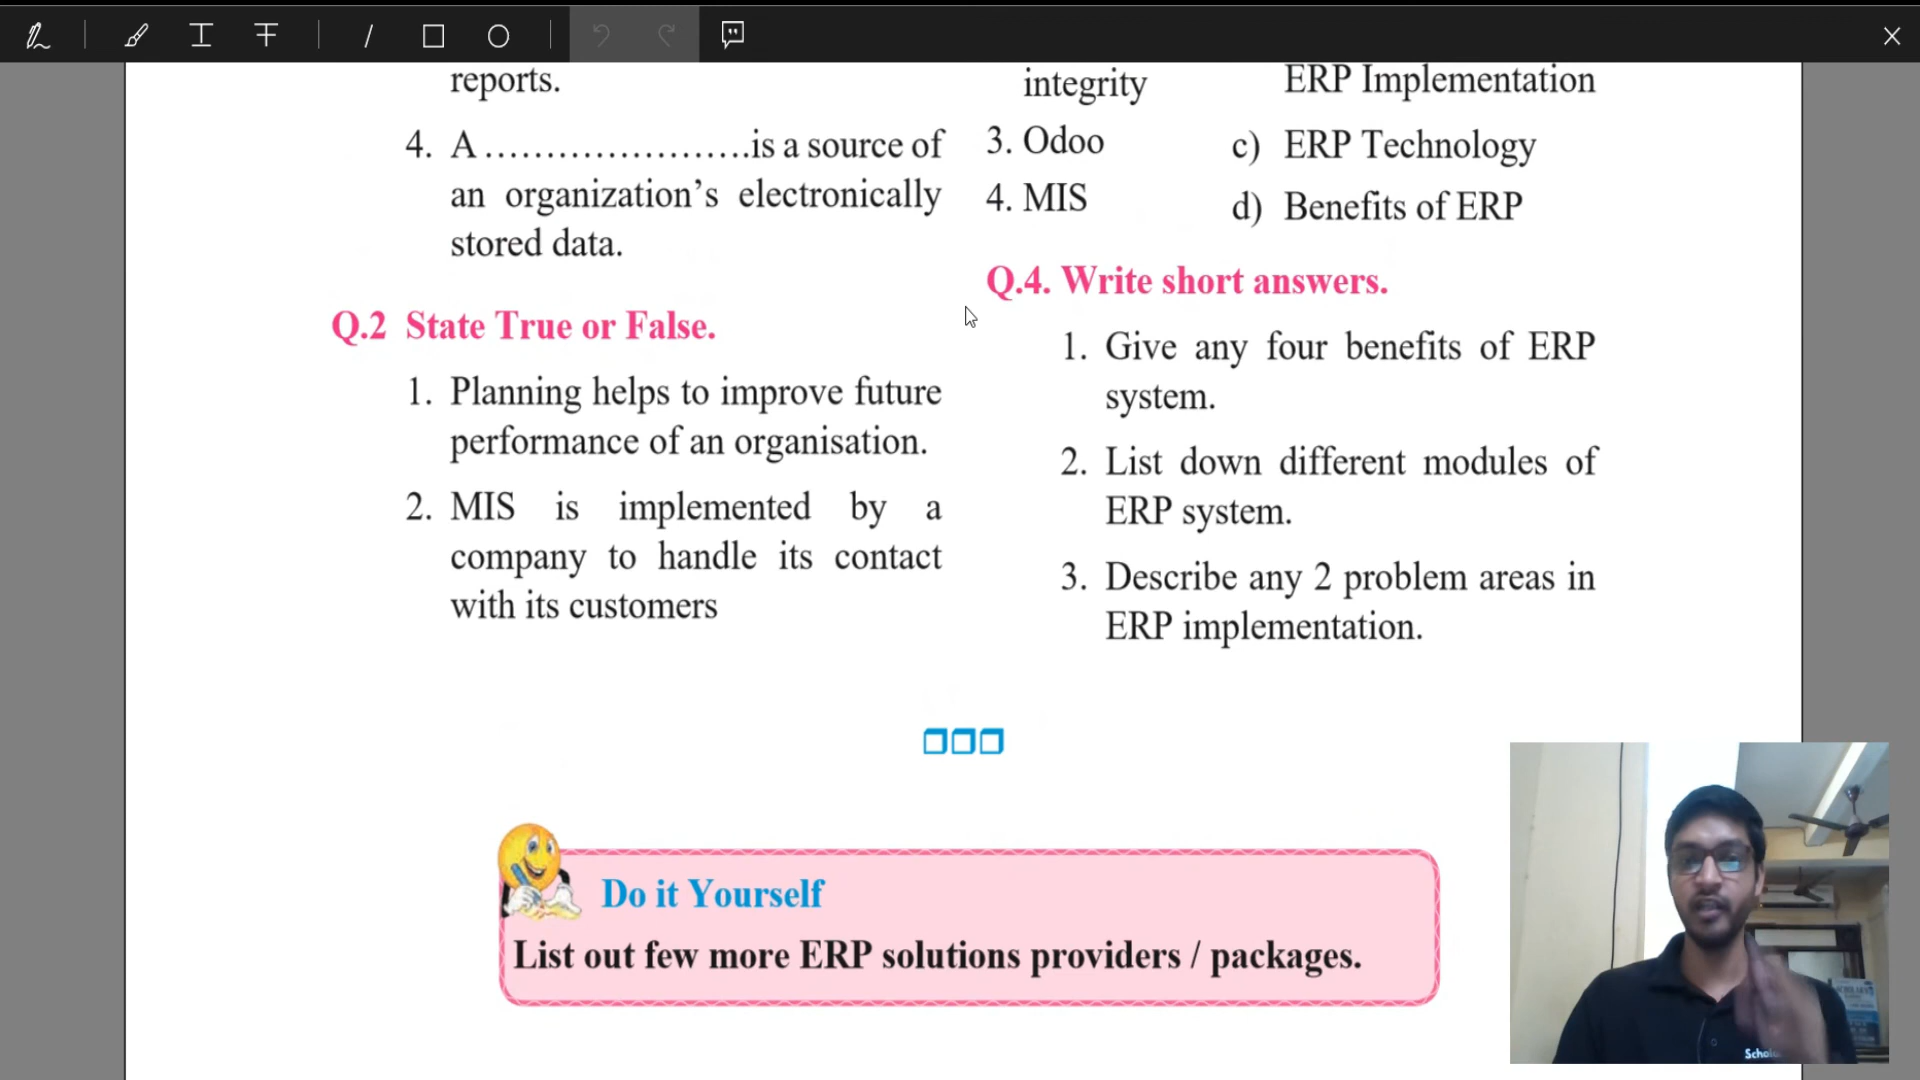 reports.
4. A ......................is a source of
an organization's electronically
stored data.
Q.2 State True or False.
1. Planning helps to improve future
performance of an organisation.
2. MIS is implemented by a
company to handle its contact
with its customers
integrity
ERP Implementation
3. Odoo
c) ERP Technology
4. MIS
d) Benefits of ERP
Q.4. Write short answers.
1. Give any four benefits of ERP
system.
2. List down different modules of
ERP system.
3. Describe any 2 problem areas in
ERP implementation.
Do it Yourself
List out few more ERP solutions providers / packages.